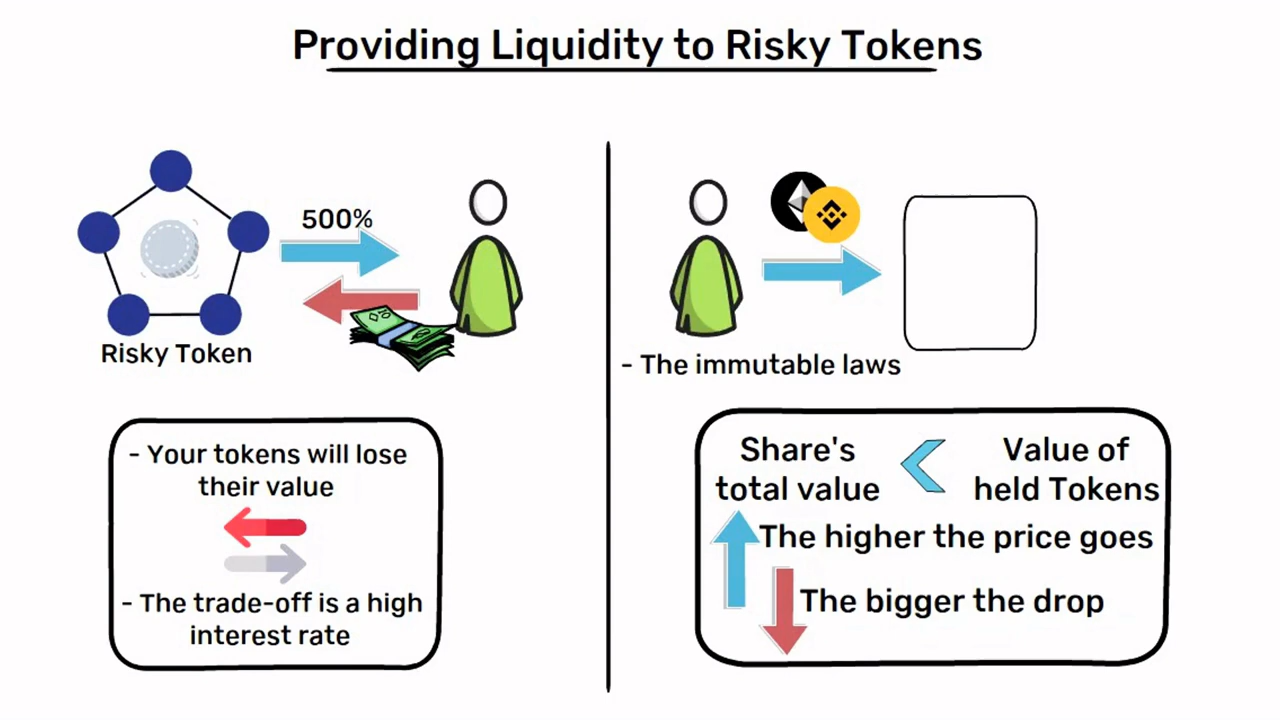 Providing Liquidity to Risky Tokens
500%
Risky Token
- Your tokens will lose
their value
- The trade-off is a high
interest rate
- The immutable laws
Share's
total value
Value of
held Tokens
The higher the price goes
The bigger the drop